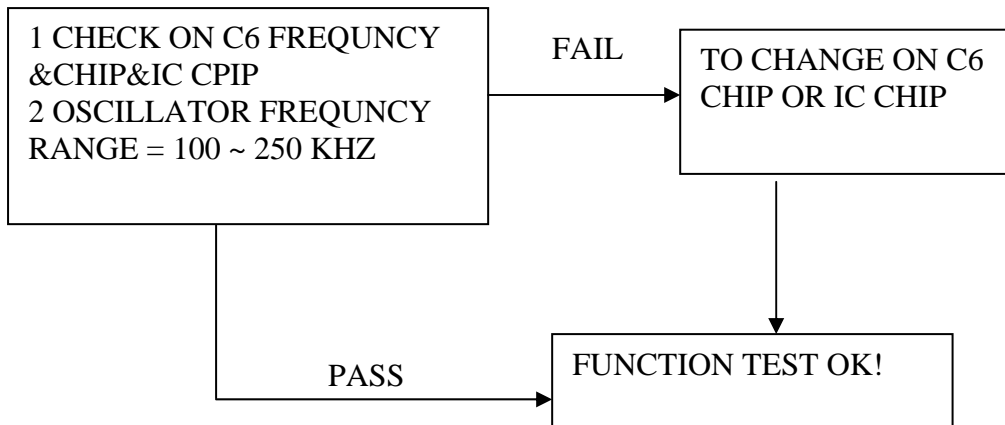 1 CHECK ON C6 FREQUNCY
&CHIP&IC CPIP
2 OSCILLATOR FREQUNCY
RANGE = 100 ~ 250 KHZ
FAIL
TO CHANGE ON C6
CHIP OR IC CHIP
PASS
FUNCTION TEST OK!